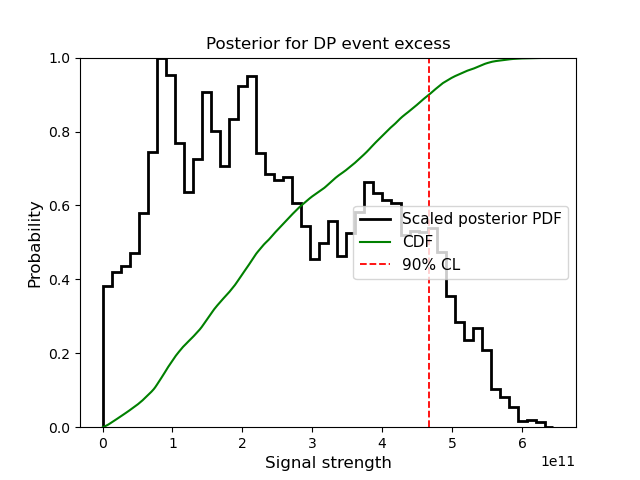 Posterior for DP event excess
1.0
0.8
0.6
0.4
0.2
0.0
Probability
Scaled posterior PDF
CDF
90% CL
0 1 2 3 4 5 6
1e11
Signal strength